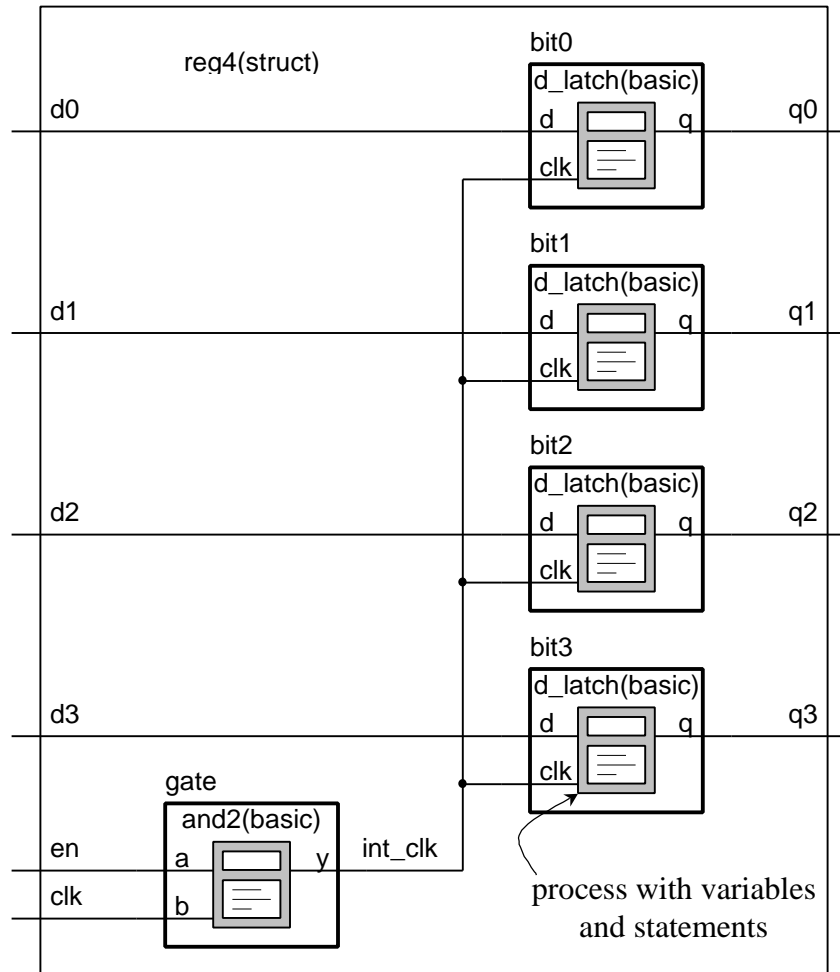 bit0
reg4(struct)
d_latch(basic)
d0
d
q
q0
clk
bit1
d_latch(basic)
d1
d
q
q1
clk
bit2
d_latch(basic)
d2
d
q
q2
clk
bit3
d_latch(basic)
d3
d
q
q3
clk
gate
and2(basic)
en
a
y
int_clk
clk
b
process with variables
and statements